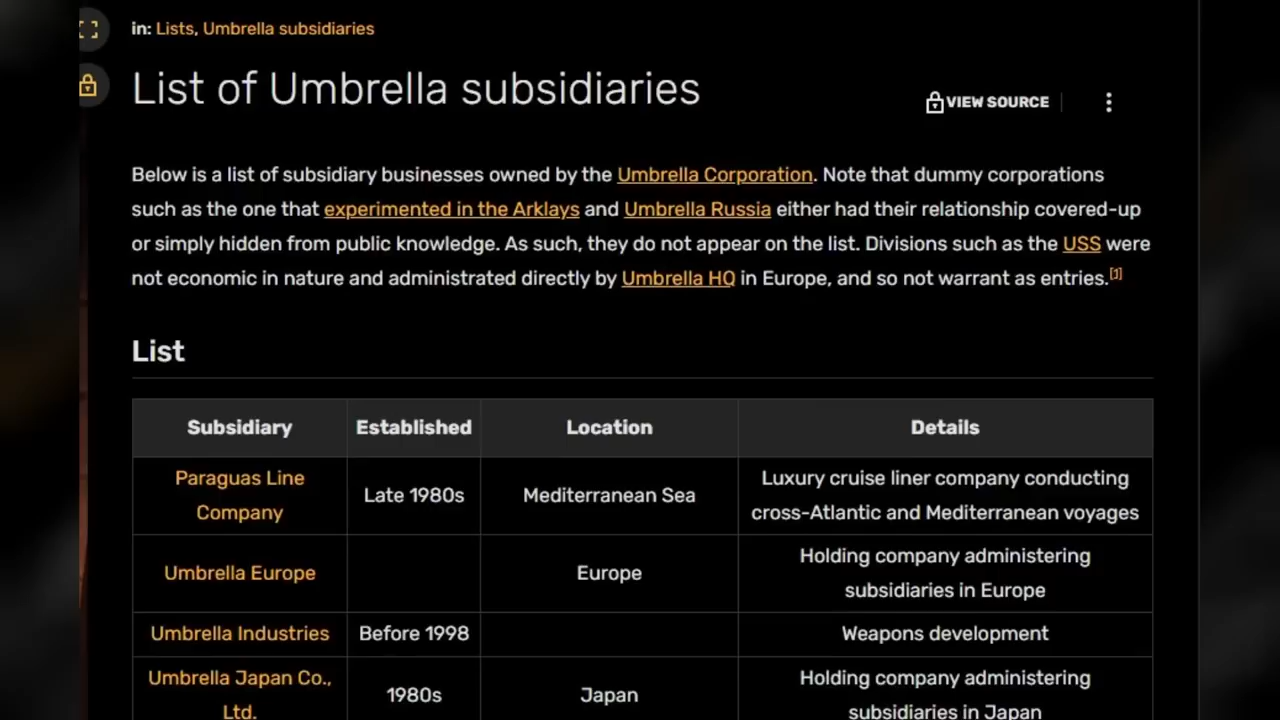 in: Lists, Umbrella subsidiaries
List of Umbrella subsidiaries
VIEW SOURCE
Below is a list of subsidiary businesses owned by the Umbrella Corporation. Note that dummy corporations
such as the one that experimented in the Arklays and Umbrella Russia either had their relationship covered-up
or simply hidden from public knowledge. As such, they do not appear on the list. Divisions such as the USS were
not economic in nature and administrated directly by Umbrella HQ in Europe, and so not warrant as entries.[1]
List
Subsidiary Established Location Details
Paraguas Line
Company
Late 1980s
Mediterranean Sea
Luxury cruise liner company conducting
cross-Atlantic and Mediterranean voyages
Umbrella Europe
Europe
Holding company administering
subsidiaries in Europe
Umbrella Industries
Before 1998
Weapons development
Umbrella Japan Co.,
Ltd.
1980s
Japan
Holding company administering
subsidiaries in Japan